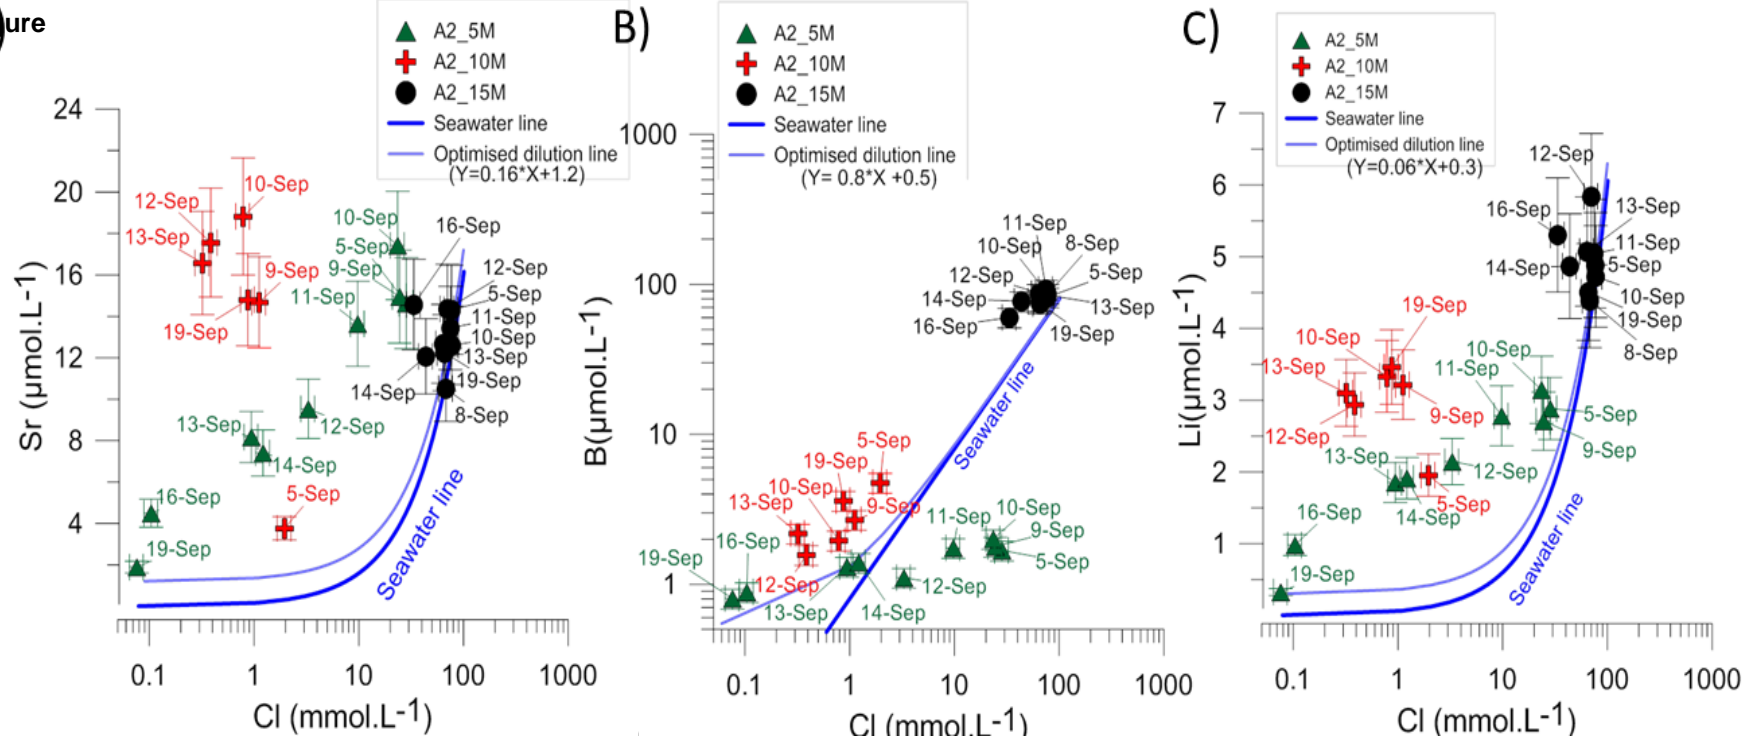 ure
A2_5M
A2_10M
A2_15M
Seawater line
Optimised dilution line
(Y=0.16*X+1.2)
24
20
16
12
8
4
Sr (µmol.L-1)
12-Sep
10-Sep
13-Sep
9-Sep
19-Sep
5-Sep
10-Sep
5-Sep
9-Sep
11-Sep
13-Sep
12-Sep
14-Sep
16-Sep
19-Sep
16-Sep
12-Sep
5-Sep
11-Sep
10-Sep
13-Sep
19-Sep
14-Sep
8-Sep
Seawater line
0.1 1 10 100 1000
Cl (mmol.L-1)
B)
A2_5M
A2_10M
A2_15M
Seawater line
Optimised dilution line
(Y= 0.8*X +0.5)
1000
100
10
1
B(µmol.L-1)
11-Sep
10-Sep
8-Sep
12-Sep
5-Sep
14-Sep
13-Sep
16-Sep
19-Sep
Seawater line
5-Sep
19-Sep
10-Sep
13-Sep
9-Sep
12-Sep
16-Sep
19-Sep
13-Sep
14-Sep
12-Sep
11-Sep
10-Sep
9-Sep
5-Sep
0.1 1 10 100 1000
Cl (mmol.L-1)
C)
A2_5M
A2_10M
A2_15M
Seawater line
Optimised dilution line
(Y=0.06*X+0.3)
7
6
5
4
3
2
1
Li(µmol.L-1)
12-Sep
16-Sep
13-Sep
11-Sep
14-Sep
5-Sep
10-Sep
19-Sep
8-Sep
19-Sep
10-Sep
13-Sep
9-Sep
12-Sep
5-Sep
10-Sep
11-Sep
5-Sep
9-Sep
13-Sep
12-Sep
14-Sep
16-Sep
19-Sep
Seawater line
0.1 1 10 100 1000
Cl (mmol.L-1)